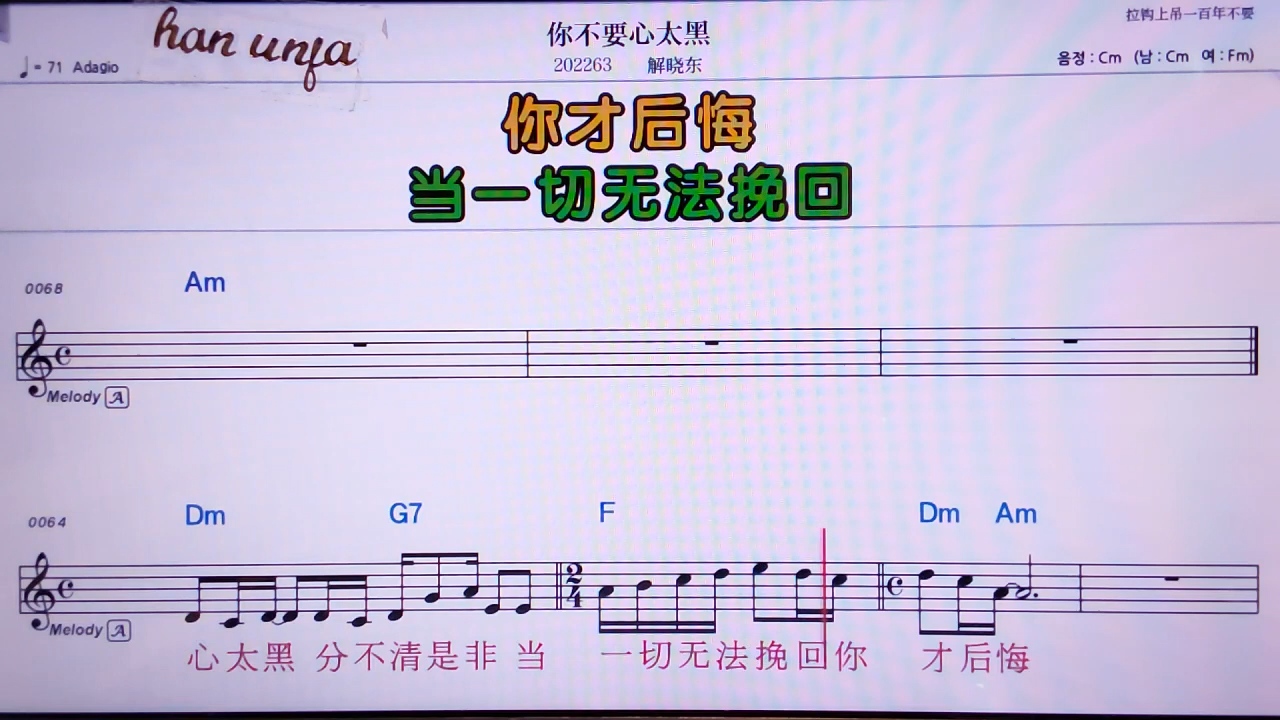 han unfa
你不要心太黑
拉钩上吊一百年不要
♩= 71 Adagio
202263 解晓东
음정 : Cm (남 : Cm 여 : Fm)
你才后悔
当一切无法挽回
0068 Am
Melody A
0064 Dm G7 F Dm Am
2
4
Melody A
心太黑 分不清是非 当 一切无法挽回你 才后悔